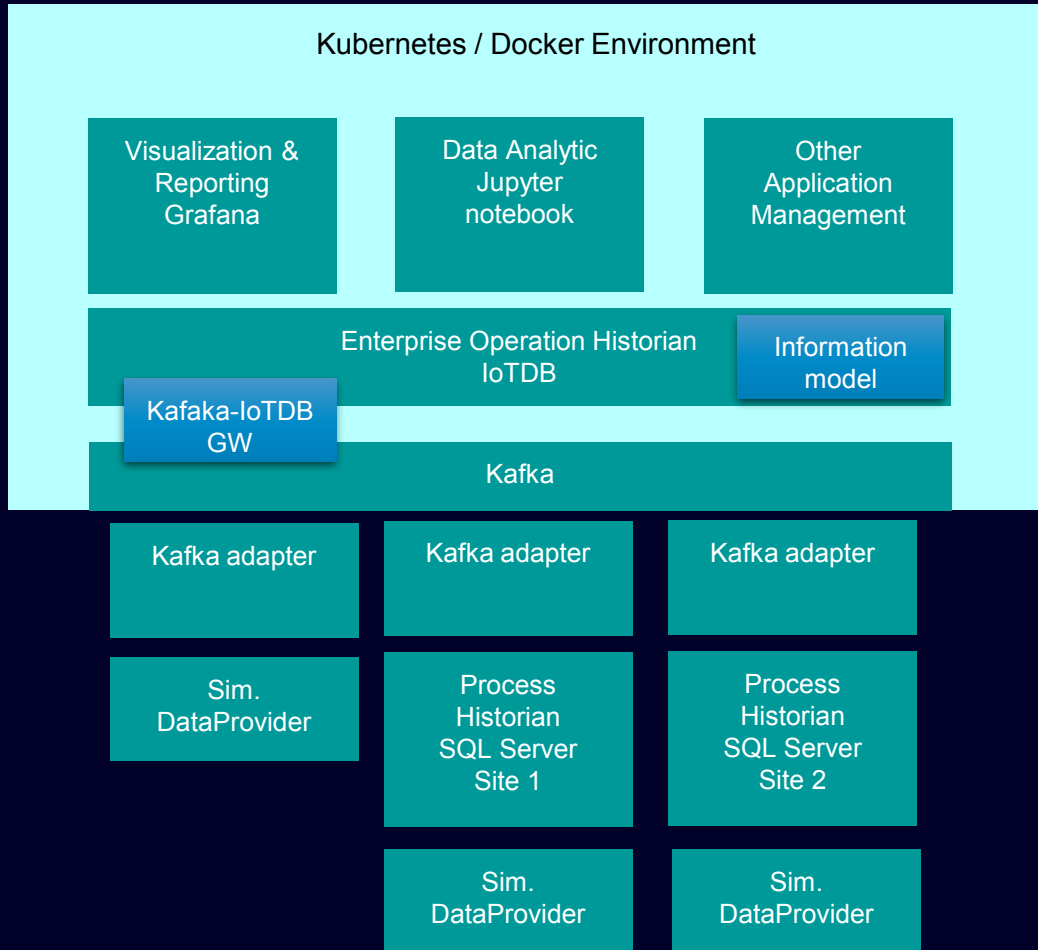 Kubernetes / Docker Environment
Visualization &
Reporting
Grafana
Data Analytic
Jupyter
notebook
Other
Application
Management
Enterprise Operation Historian
IoTDB
Information
model
Kafaka-IoTDB
GW
Kafka
Kafka adapter
Kafka adapter
Kafka adapter
Sim.
DataProvider
Process
Historian
SQL Server
Site 1
Process
Historian
SQL Server
Site 2
Sim.
DataProvider
Sim.
DataProvider